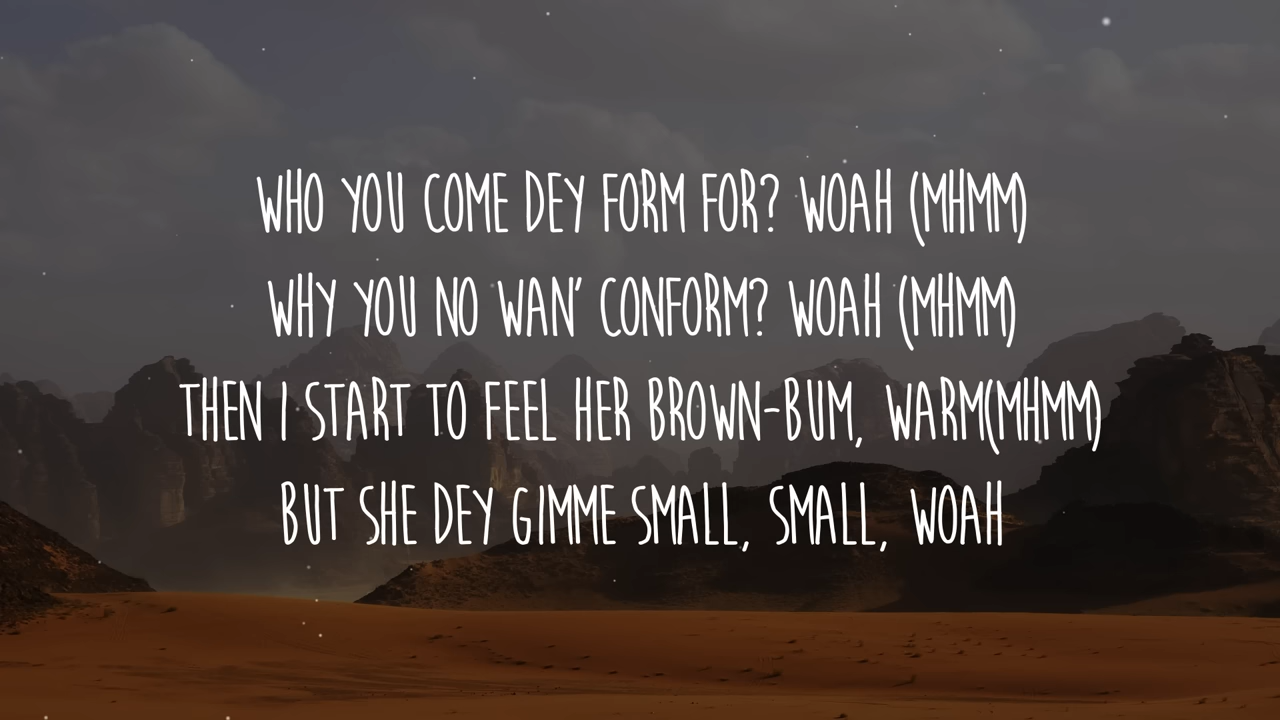 WHO YOU COME DEY FORM FOR? WOAH (MHMM)
WHY YOU NO WAN' CONFORM? WOAH (MHMM)
THEN I START TO FEEL HER BROWN-BUM, WARM(MHMM)
BUT SHE DEY GIMME SMALL, SMALL, WOAH